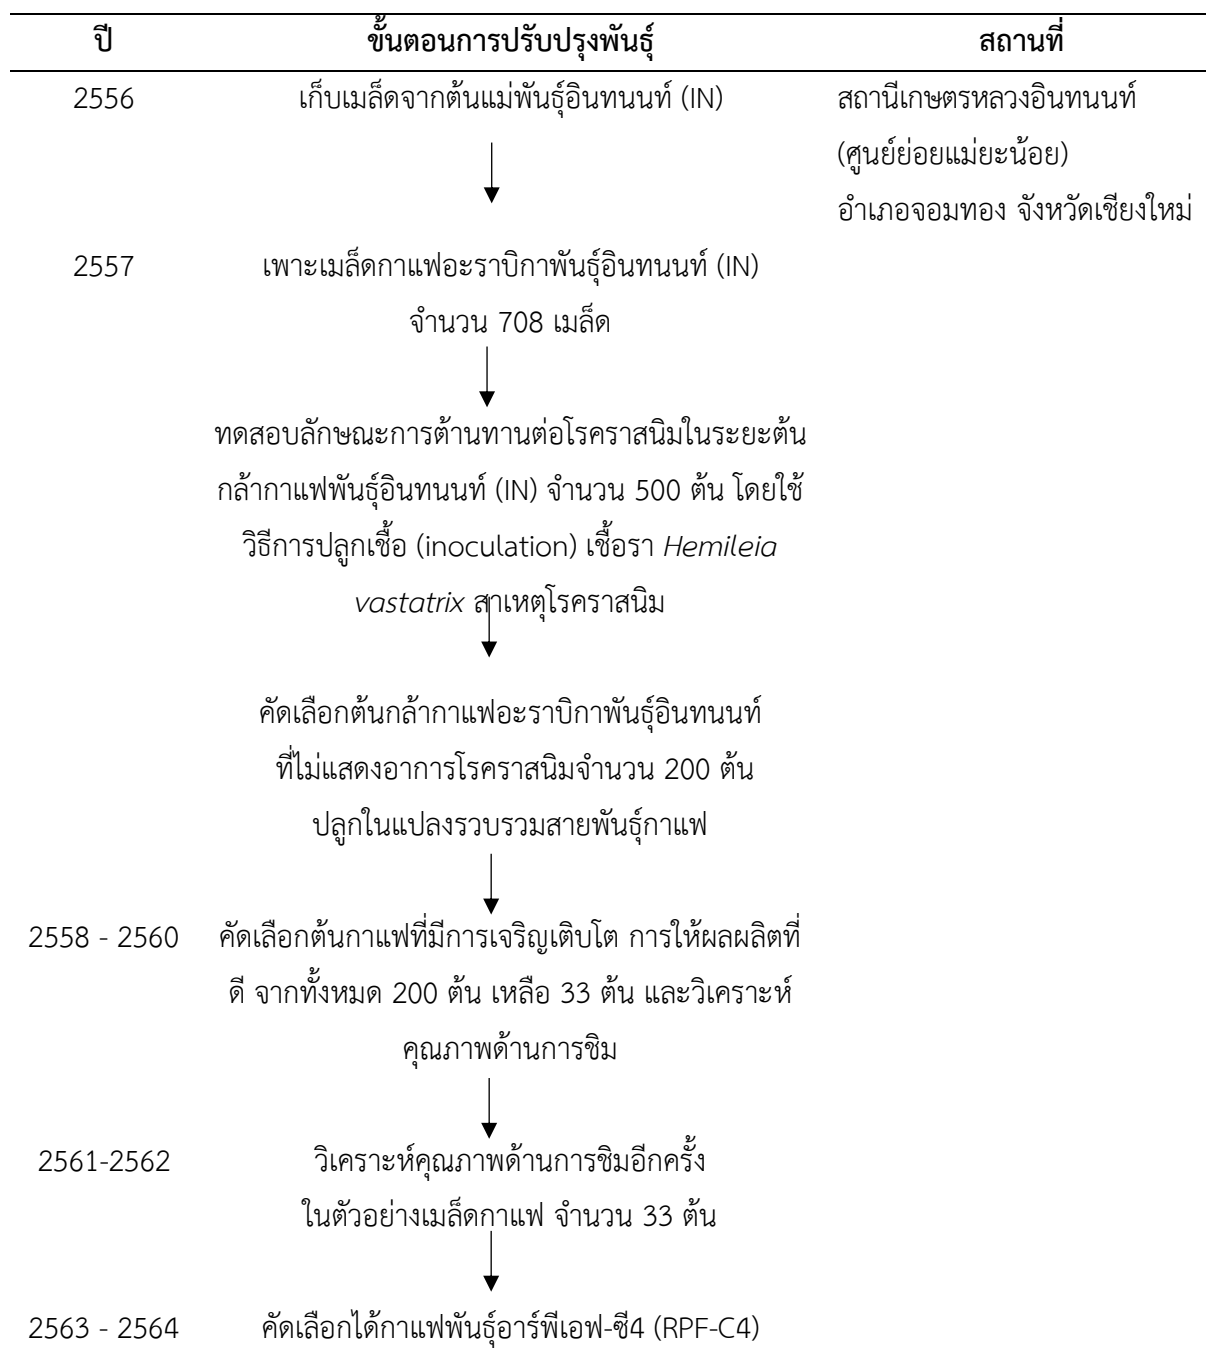 ปี ขั้นตอนการปรับปรุงพันธุ์ สถานที่
2556 เก็บเมล็ดจากต้นแม่พันธุ์อินทนนท์ (IN) สถานีเกษตรหลวงอินทนนท์
(ศูนย์ย่อยแม่ยะน้อย)
อำเภอจอมทอง จังหวัดเชียงใหม่
2557 เพาะเมล็ดกาแฟอะราบิกาพันธุ์อินทนนท์ (IN)
จำนวน 708 เมล็ด
ทดสอบลักษณะการต้านทานต่อโรคราสนิมในระยะต้น
กล้ากาแฟพันธุ์อินทนนท์ (IN) จำนวน 500 ต้น โดยใช้
วิธีการปลูกเชื้อ (inoculation) เชื้อรา Hemileia
vastatrix สาเหตุโรคราสนิม
คัดเลือกต้นกล้ากาแฟอะราบิกาพันธุ์อินทนนท์
ที่ไม่แสดงอาการโรคราสนิมจำนวน 200 ต้น
ปลูกในแปลงรวบรวมสายพันธุ์กาแฟ
2558 - 2560 คัดเลือกต้นกาแฟที่มีการเจริญเติบโต การให้ผลผลิตที่
ดี จากทั้งหมด 200 ต้น เหลือ 33 ต้น และวิเคราะห์
คุณภาพด้านการชิม
2561-2562 วิเคราะห์คุณภาพด้านการชิมอีกครั้ง
ในตัวอย่างเมล็ดกาแฟ จำนวน 33 ต้น
2563 - 2564 คัดเลือกได้กาแฟพันธุ์อาร์พีเอฟ-ซี4 (RPF-C4)